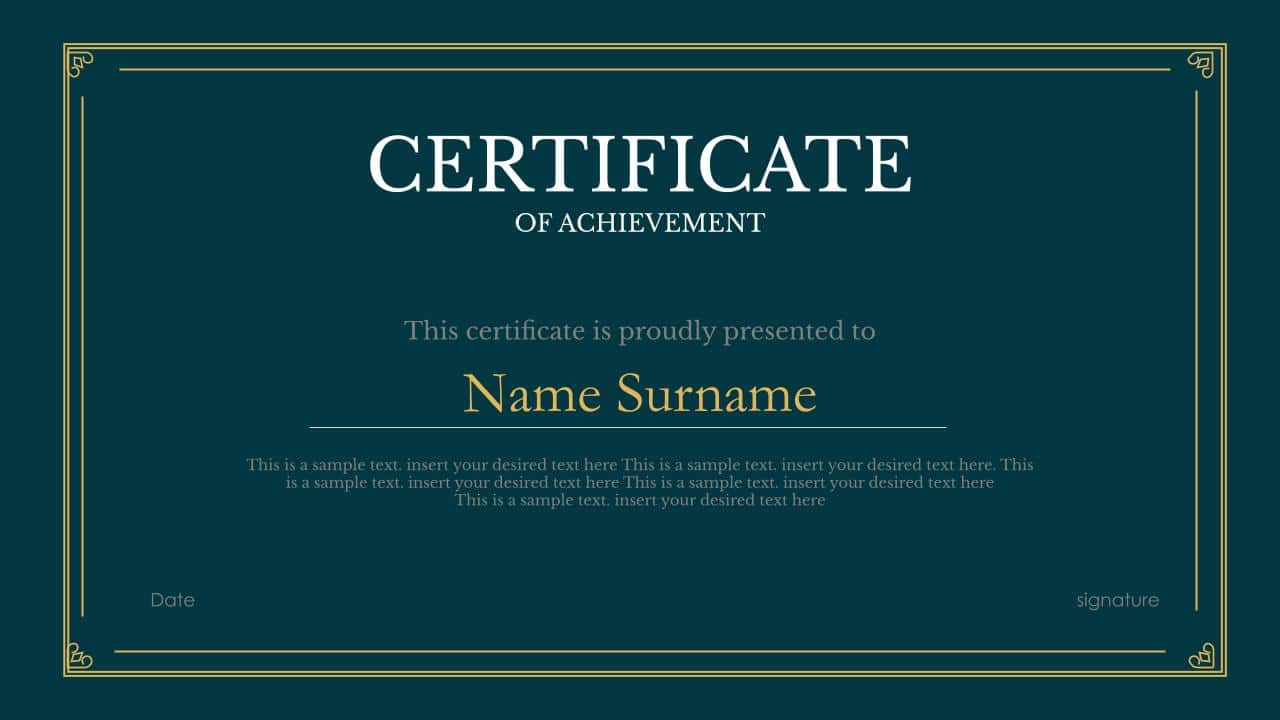 CERTIFICATE
OF ACHIEVEMENT
This certificate is proudly presented to
Name Surname
This is a sample text. insert your desired text here This is a sample text. insert your desired text here. This
is a sample text. insert your desired text here This is a sample text. insert your desired text here
This is a sample text. insert your desired text here
Date
signature